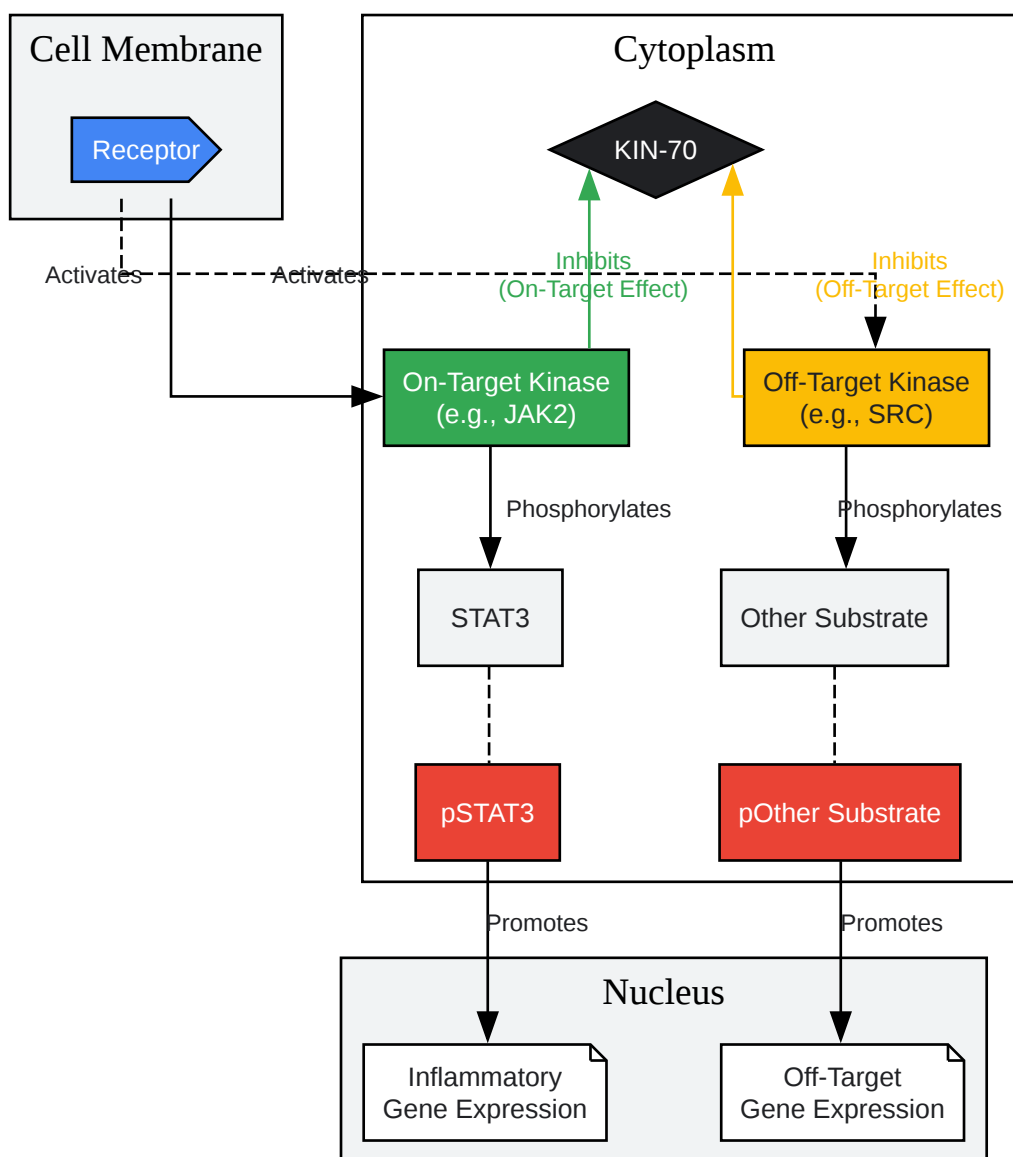 Cell Membrane
Cytoplasm
Receptor
KIN-70
Activates
Activates
Inhibits
(On-Target Effect)
Inhibits
(Off-Target Effect)
On-Target Kinase
(e.g., JAK2)
Off-Target Kinase
(e.g., SRC)
Phosphorylates
Phosphorylates
STAT3
Other Substrate
pSTAT3
pOther Substrate
Promotes
Promotes
Nucleus
Inflammatory
Gene Expression
Off-Target
Gene Expression